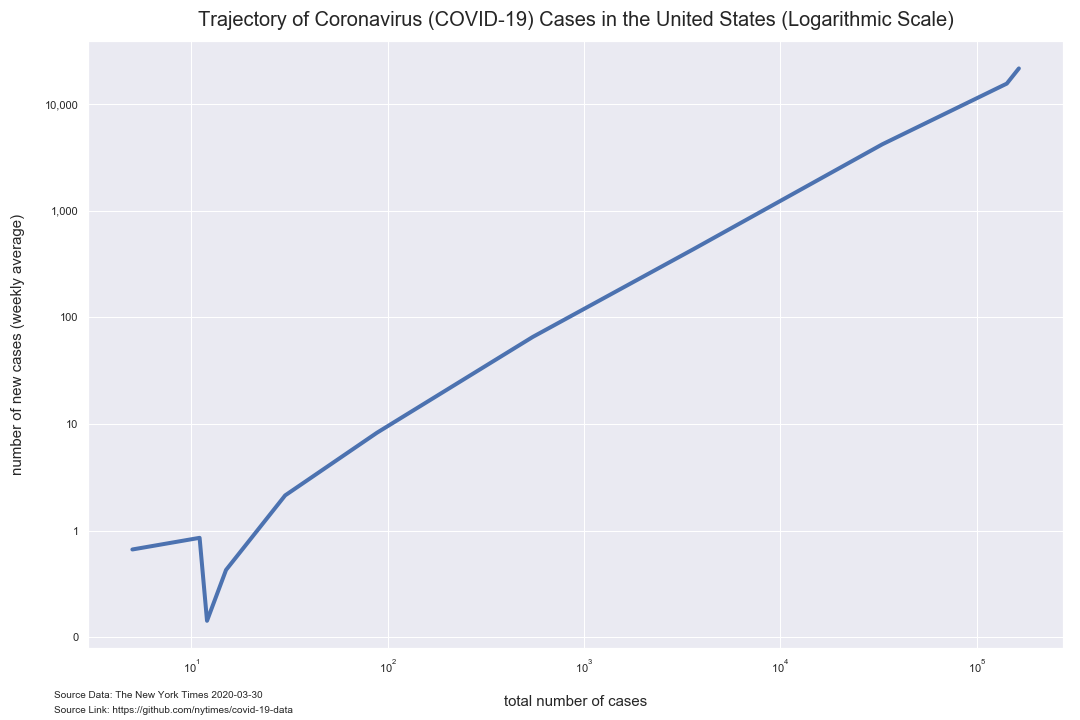 Trajectory of Coronavirus (COVID-19) Cases in the United States (Logarithmic Scale)
number of new cases (weekly average)
10,000
1,000
100
10
1
0
10¹ 10² 10³ 10⁴ 10⁵
total number of cases
Source Data: The New York Times 2020-03-30
Source Link: https://github.com/nytimes/covid-19-data